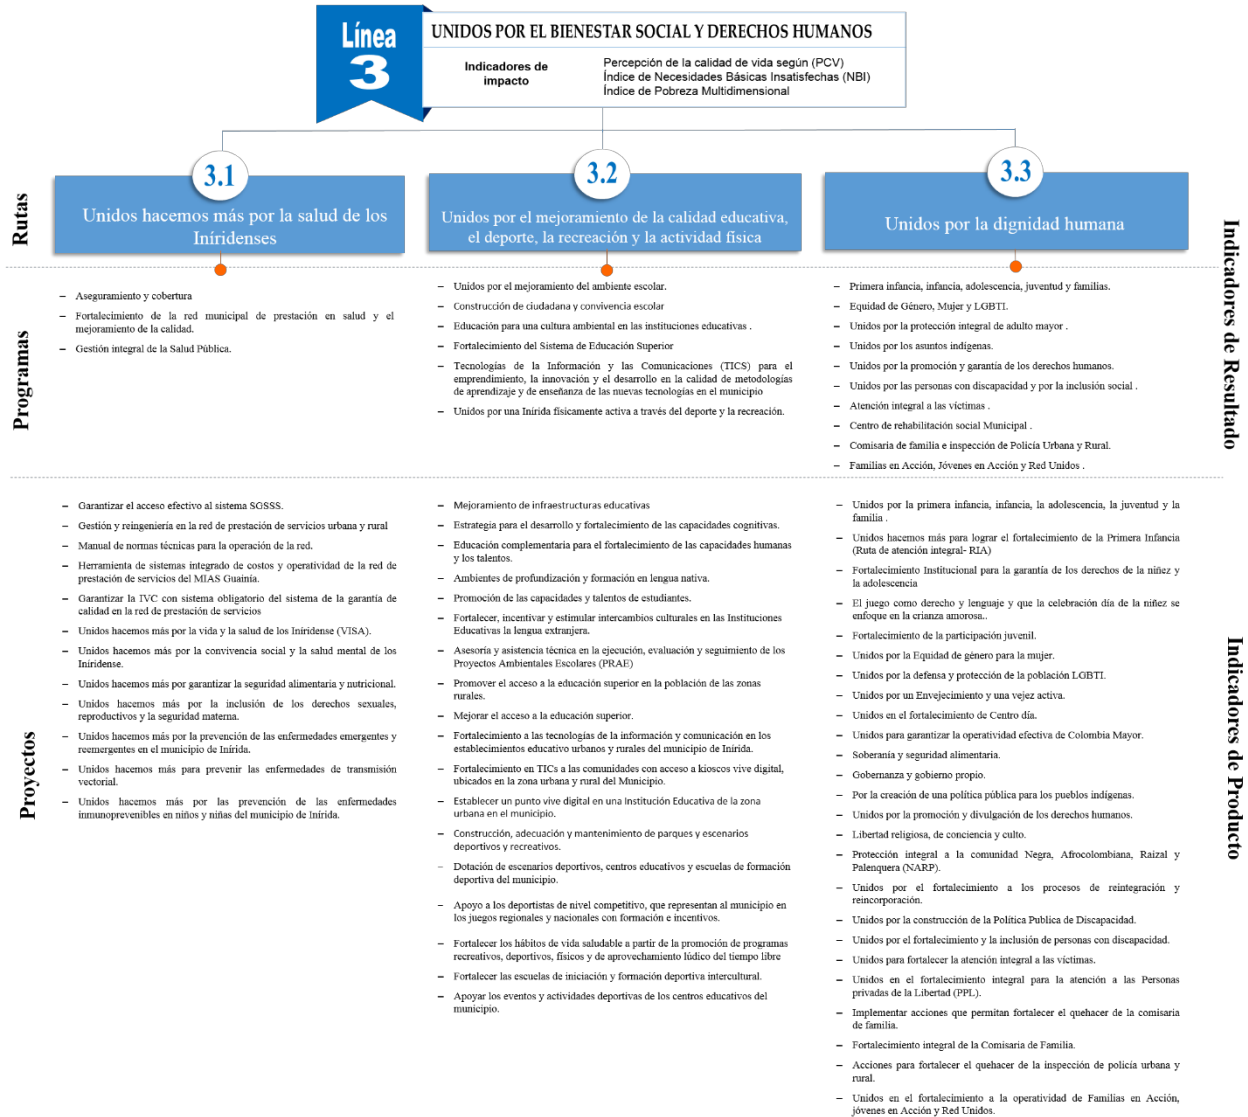 Línea
3
UNIDOS POR EL BIENESTAR SOCIAL Y DERECHOS HUMANOS
Indicadores de
impacto
Percepción de la calidad de vida según (PCV)
Índice de Necesidades Básicas Insatisfechas (NBI)
Índice de Pobreza Multidimensional
Rutas
3.1
Unidos hacemos más por la salud de los
Iníridenses
3.2
Unidos por el mejoramiento de la calidad educativa,
el deporte, la recreación y la actividad física
3.3
Unidos por la dignidad humana
Indicadores de Resultado
Programas
– Aseguramiento y cobertura
– Fortalecimiento de la red municipal de prestación en salud y el
mejoramiento de la calidad.
– Gestión integral de la Salud Pública.
– Unidos por el mejoramiento del ambiente escolar.
– Construcción de ciudadana y convivencia escolar
– Educación para una cultura ambiental en las instituciones educativas .
– Fortalecimiento del Sistema de Educación Superior
– Tecnologías de la Información y las Comunicaciones (TICS) para el
emprendimiento, la innovación y el desarrollo en la calidad de metodologías
de aprendizaje y de enseñanza de las nuevas tecnologías en el municipio
– Unidos por una Inírida físicamente activa a través del deporte y la recreación.
– Primera infancia, infancia, adolescencia, juventud y familias.
– Equidad de Género, Mujer y LGBTI.
– Unidos por la protección integral de adulto mayor .
– Unidos por los asuntos indígenas.
– Unidos por la promoción y garantía de los derechos humanos.
– Unidos por las personas con discapacidad y por la inclusión social .
– Atención integral a las víctimas .
– Centro de rehabilitación social Municipal .
– Comisaria de familia e inspección de Policía Urbana y Rural.
– Familias en Acción, Jóvenes en Acción y Red Unidos .
Proyectos
– Garantizar el acceso efectivo al sistema SGSSS.
– Gestión y reingeniería en la red de prestación de servicios urbana y rural
– Manual de normas técnicas para la operación de la red.
– Herramienta de sistemas integrado de costos y operatividad de la red de
prestación de servicios del MIAS Guainía.
– Garantizar la IVC con sistema obligatorio del sistema de la garantía de
calidad en la red de prestación de servicios
– Unidos hacemos más por la vida y la salud de los Iníridense (VISA).
– Unidos hacemos más por la convivencia social y la salud mental de los
Iníridense.
– Unidos hacemos más por garantizar la seguridad alimentaria y nutricional.
– Unidos hacemos más por la inclusión de los derechos sexuales,
reproductivos y la seguridad materna.
– Unidos hacemos más por la prevención de las enfermedades emergentes y
reemergentes en el municipio de Inírida.
– Unidos hacemos más para prevenir las enfermedades de transmisión
vectorial.
– Unidos hacemos más por las prevención de las enfermedades
inmunoprevenibles en niños y niñas del municipio de Inírida.
– Mejoramiento de infraestructuras educativas
– Estrategia para el desarrollo y fortalecimiento de las capacidades cognitivas.
– Educación complementaria para el fortalecimiento de las capacidades humanas
y los talentos.
– Ambientes de profundización y formación en lengua nativa.
– Promoción de las capacidades y talentos de estudiantes.
– Fortalecer, incentivar y estimular intercambios culturales en las Instituciones
Educativas la lengua extranjera.
– Asesoría y asistencia técnica en la ejecución, evaluación y seguimiento de los
Proyectos Ambientales Escolares (PRAE)
– Promover el acceso a la educación superior en la población de las zonas
rurales.
– Mejorar el acceso a la educación superior.
– Fortalecimiento a las tecnologías de la información y comunicación en los
establecimientos educativo urbanos y rurales del municipio de Inírida.
– Fortalecimiento en TICs a las comunidades con acceso a kioscos vive digital,
ubicados en la zona urbana y rural del Municipio.
– Establecer un punto vive digital en una Institución Educativa de la zona
urbana en el municipio.
– Construcción, adecuación y mantenimiento de parques y escenarios
deportivos y recreativos.
– Dotación de escenarios deportivos, centros educativos y escuelas de formación
deportiva del municipio.
– Apoyo a los deportistas de nivel competitivo, que representan al municipio en
los juegos regionales y nacionales con formación e incentivos.
– Fortalecer los hábitos de vida saludable a partir de la promoción de programas
recreativos, deportivos, físicos y de aprovechamiento lúdico del tiempo libre
– Fortalecer las escuelas de iniciación y formación deportiva intercultural.
– Apoyar los eventos y actividades deportivas de los centros educativos del
municipio.
– Unidos por la primera infancia, infancia, la adolescencia, la juventud y la
familia .
– Unidos hacemos más para lograr el fortalecimiento de la Primera Infancia
(Ruta de atención integral- RIA)
– Fortalecimiento Institucional para la garantía de los derechos de la niñez y
la adolescencia
– El juego como derecho y lenguaje y que la celebración día de la niñez se
enfoque en la crianza amorosa..
– Fortalecimiento de la participación juvenil.
– Unidos por la Equidad de género para la mujer.
– Unidos por la defensa y protección de la población LGBTI.
– Unidos por un Envejecimiento y una vejez activa.
– Unidos en el fortalecimiento de Centro día.
– Unidos para garantizar la operatividad efectiva de Colombia Mayor.
– Soberanía y seguridad alimentaria.
– Gobernanza y gobierno propio.
– Por la creación de una política pública para los pueblos indígenas.
– Unidos por la promoción y divulgación de los derechos humanos.
– Libertad religiosa, de conciencia y culto.
– Protección integral a la comunidad Negra, Afrocolombiana, Raizal y
Palenquera (NARP).
– Unidos por el fortalecimiento a los procesos de reintegración y
reincorporación.
– Unidos por la construcción de la Política Publica de Discapacidad.
– Unidos por el fortalecimiento y la inclusión de personas con discapacidad.
– Unidos para fortalecer la atención integral a las víctimas.
– Unidos en el fortalecimiento integral para la atención a las Personas
privadas de la Libertad (PPL).
– Implementar acciones que permitan fortalecer el quehacer de la comisaria
de familia.
– Fortalecimiento integral de la Comisaria de Familia.
– Acciones para fortalecer el quehacer de la inspección de policía urbana y
rural.
– Unidos en el fortalecimiento a la operatividad de Familias en Acción,
jóvenes en Acción y Red Unidos.
Indicadores de Producto